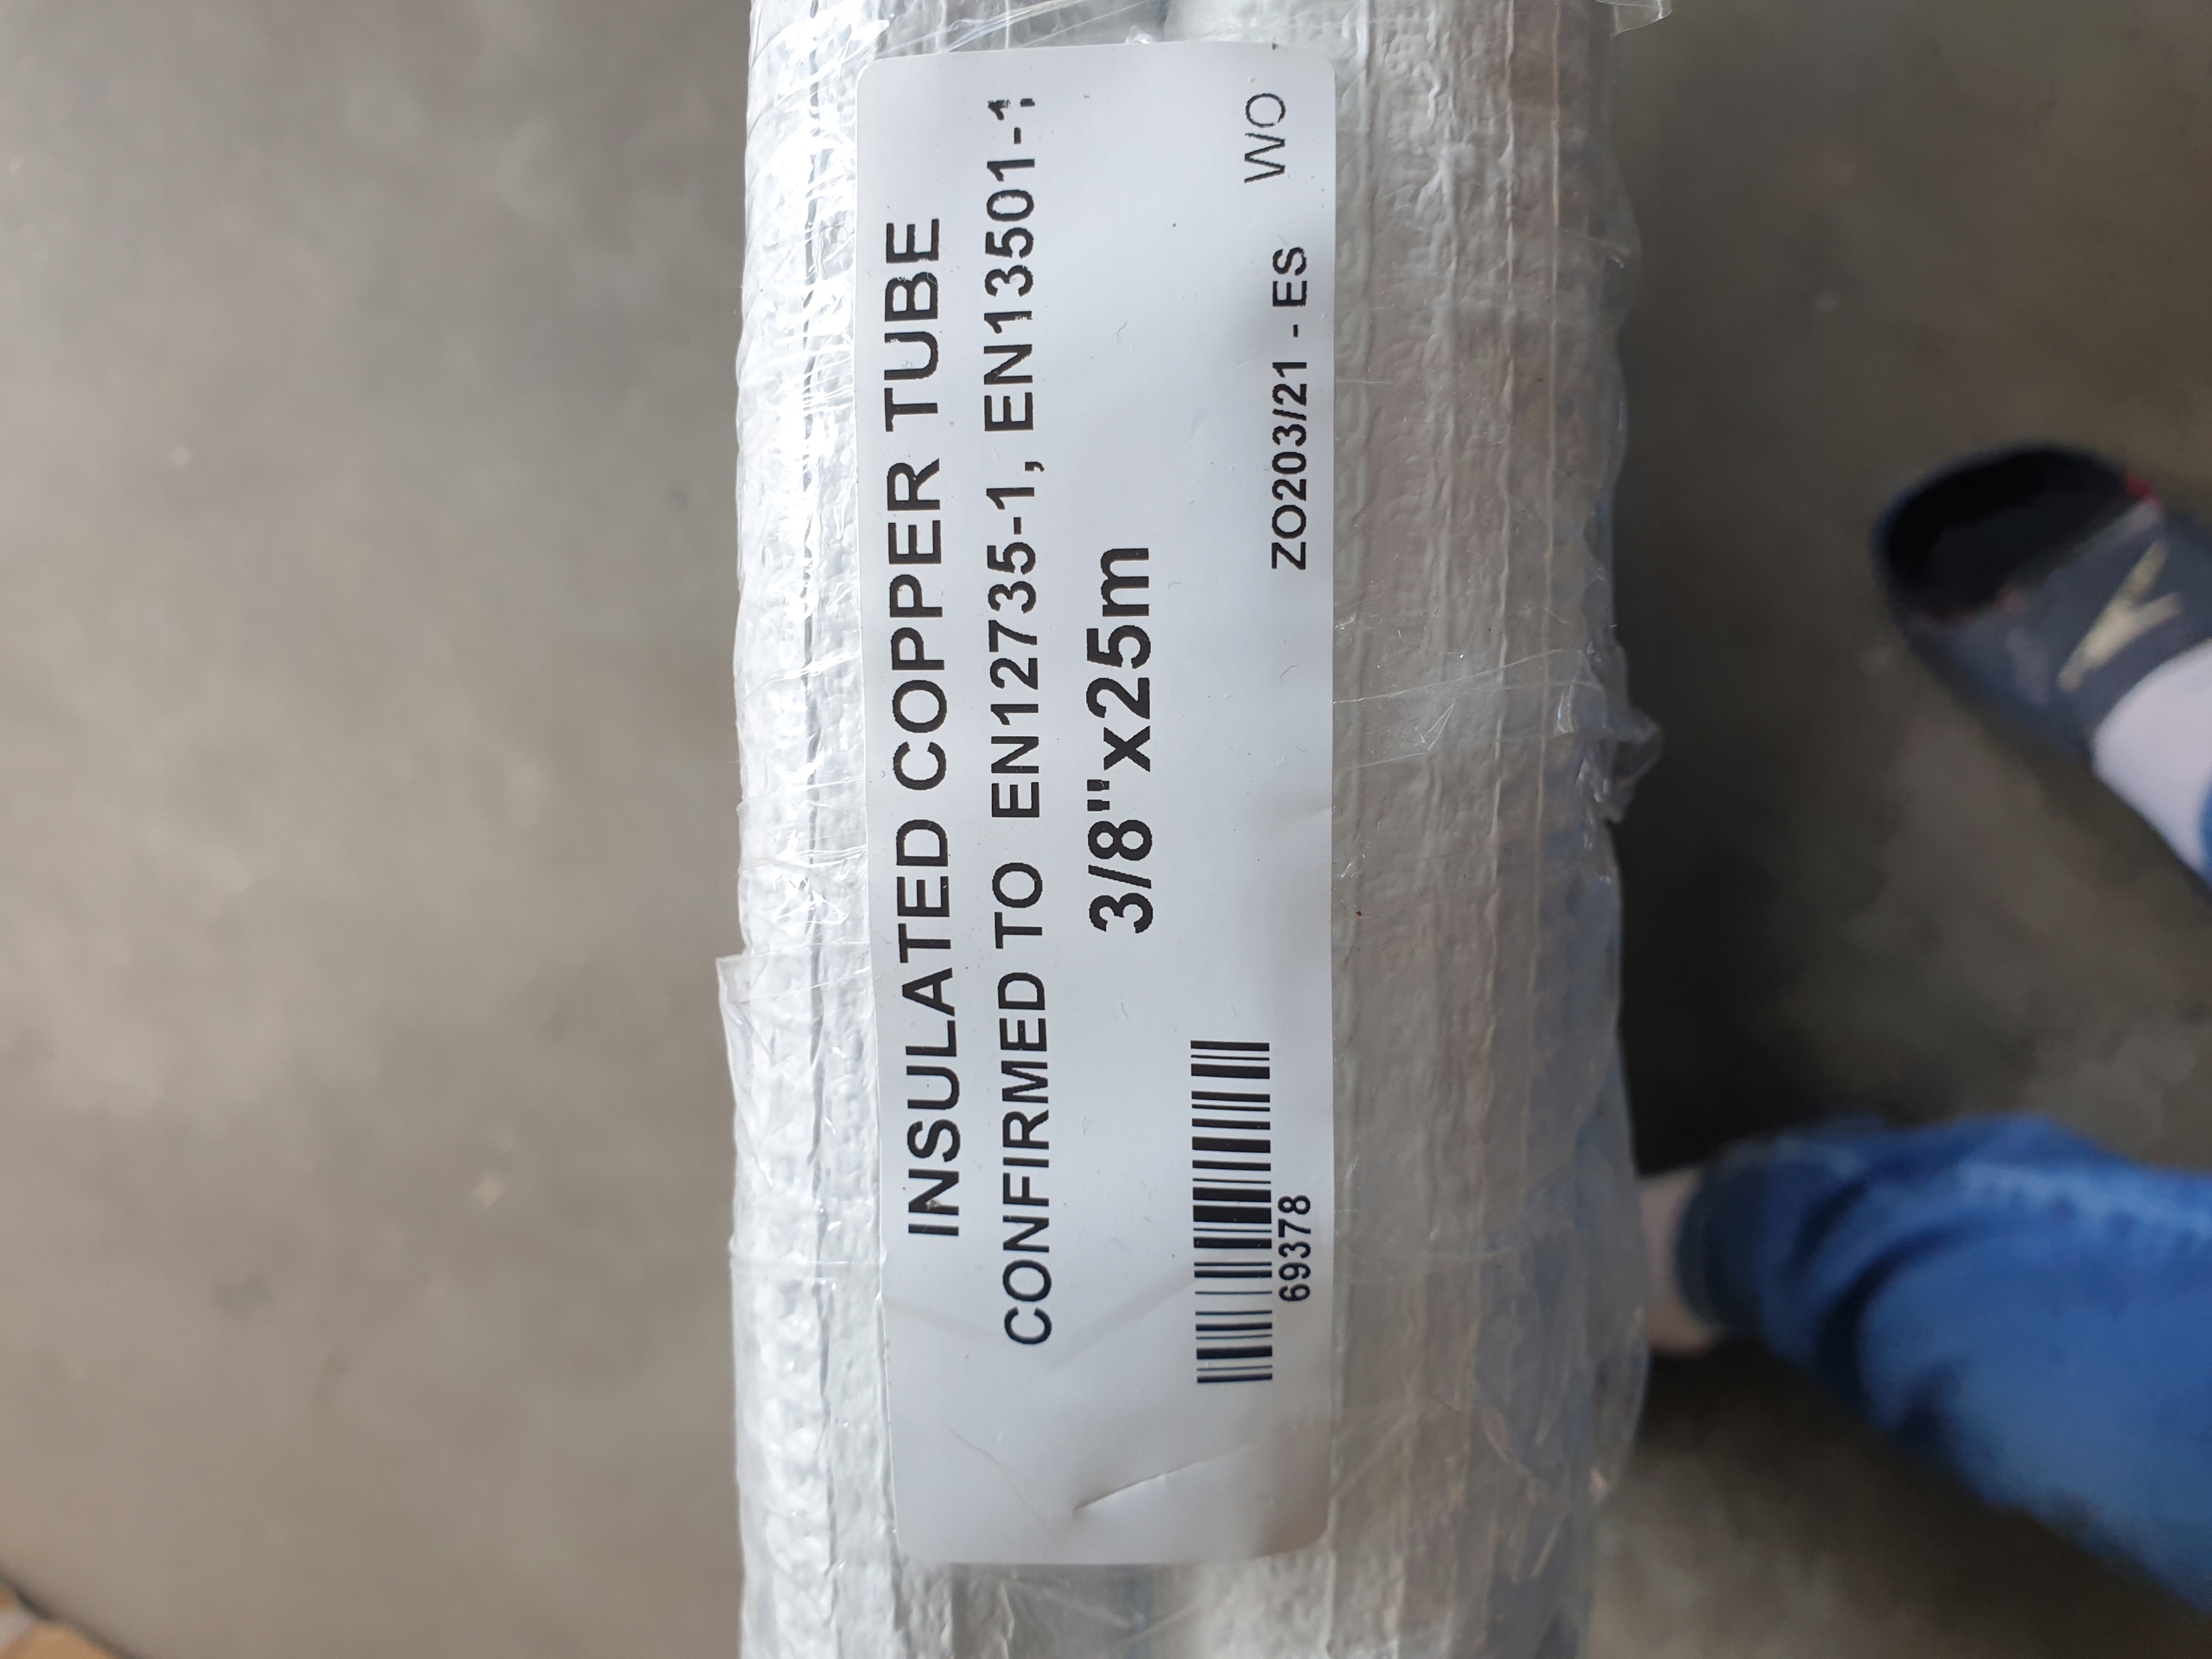 INSULATED COPPER TUBE
CONFIRMED TO EN12735-1, EN13501-1;
3/8"x25m
69378
ZO203/21 - ES
WO